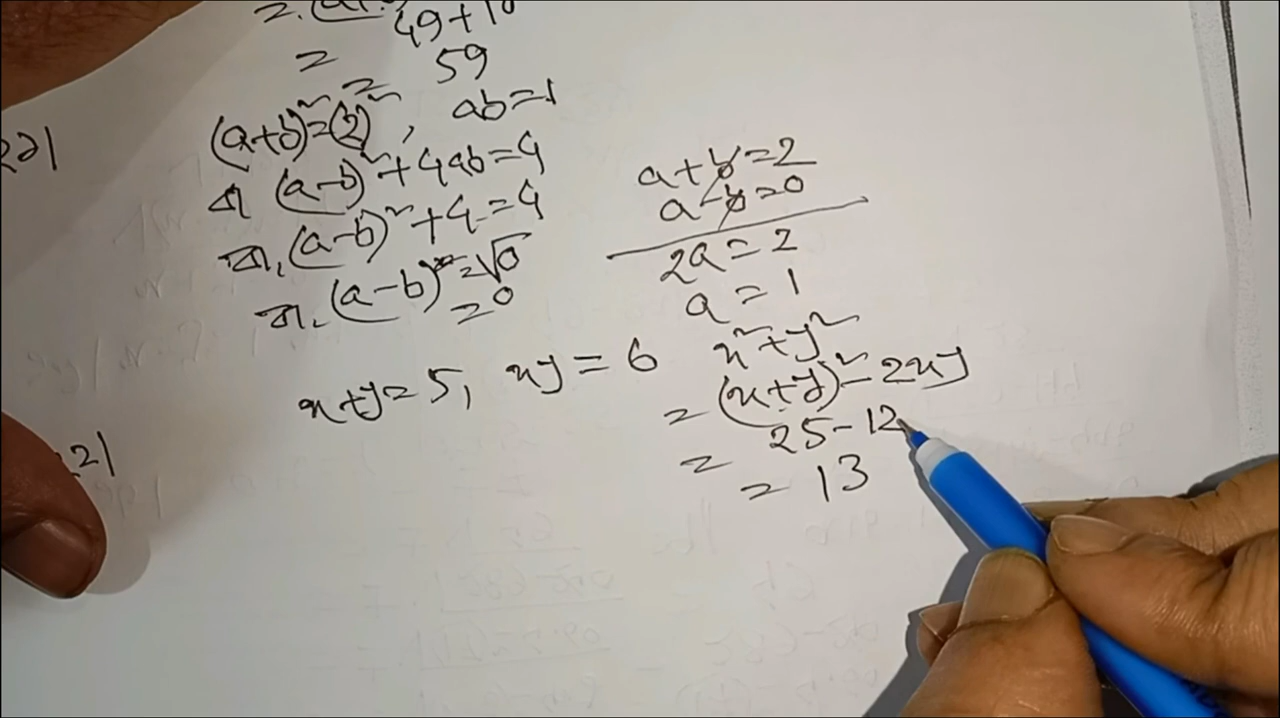 49+10
= 59
(a+b)² = (2)², ab=1
বা (a-b)² + 4ab = 4
বা, (a-b)² + 4 = 4
বা, (a-b)² = √0
= 0
a+b=2
a-b=0
2a = 2
a = 1
x+y=5, xy = 6
x²+y²
= (x+y)² - 2xy
= 25-12
= 13